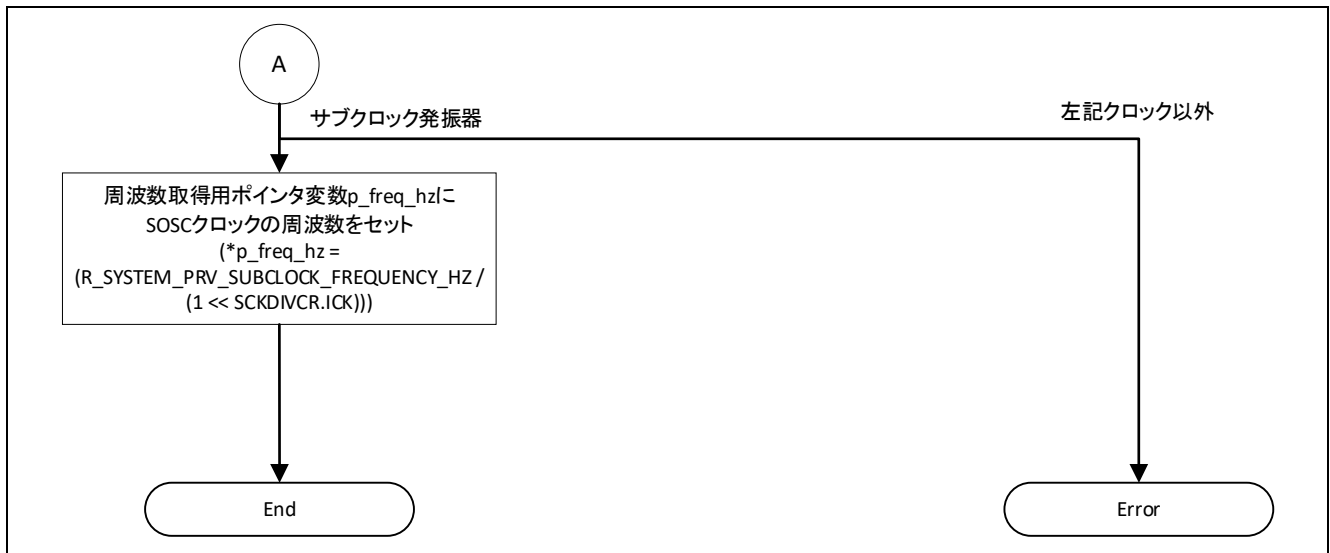 A
サブクロック発振器
左記クロック以外
周波数取得用ポインタ変数p_freq_hzに
SOSCクロックの周波数をセット
(*p_freq_hz =
(R_SYSTEM_PRV_SUBCLOCK_FREQUENCY_HZ /
(1 << SCKDIVCR.ICK)))
End
Error